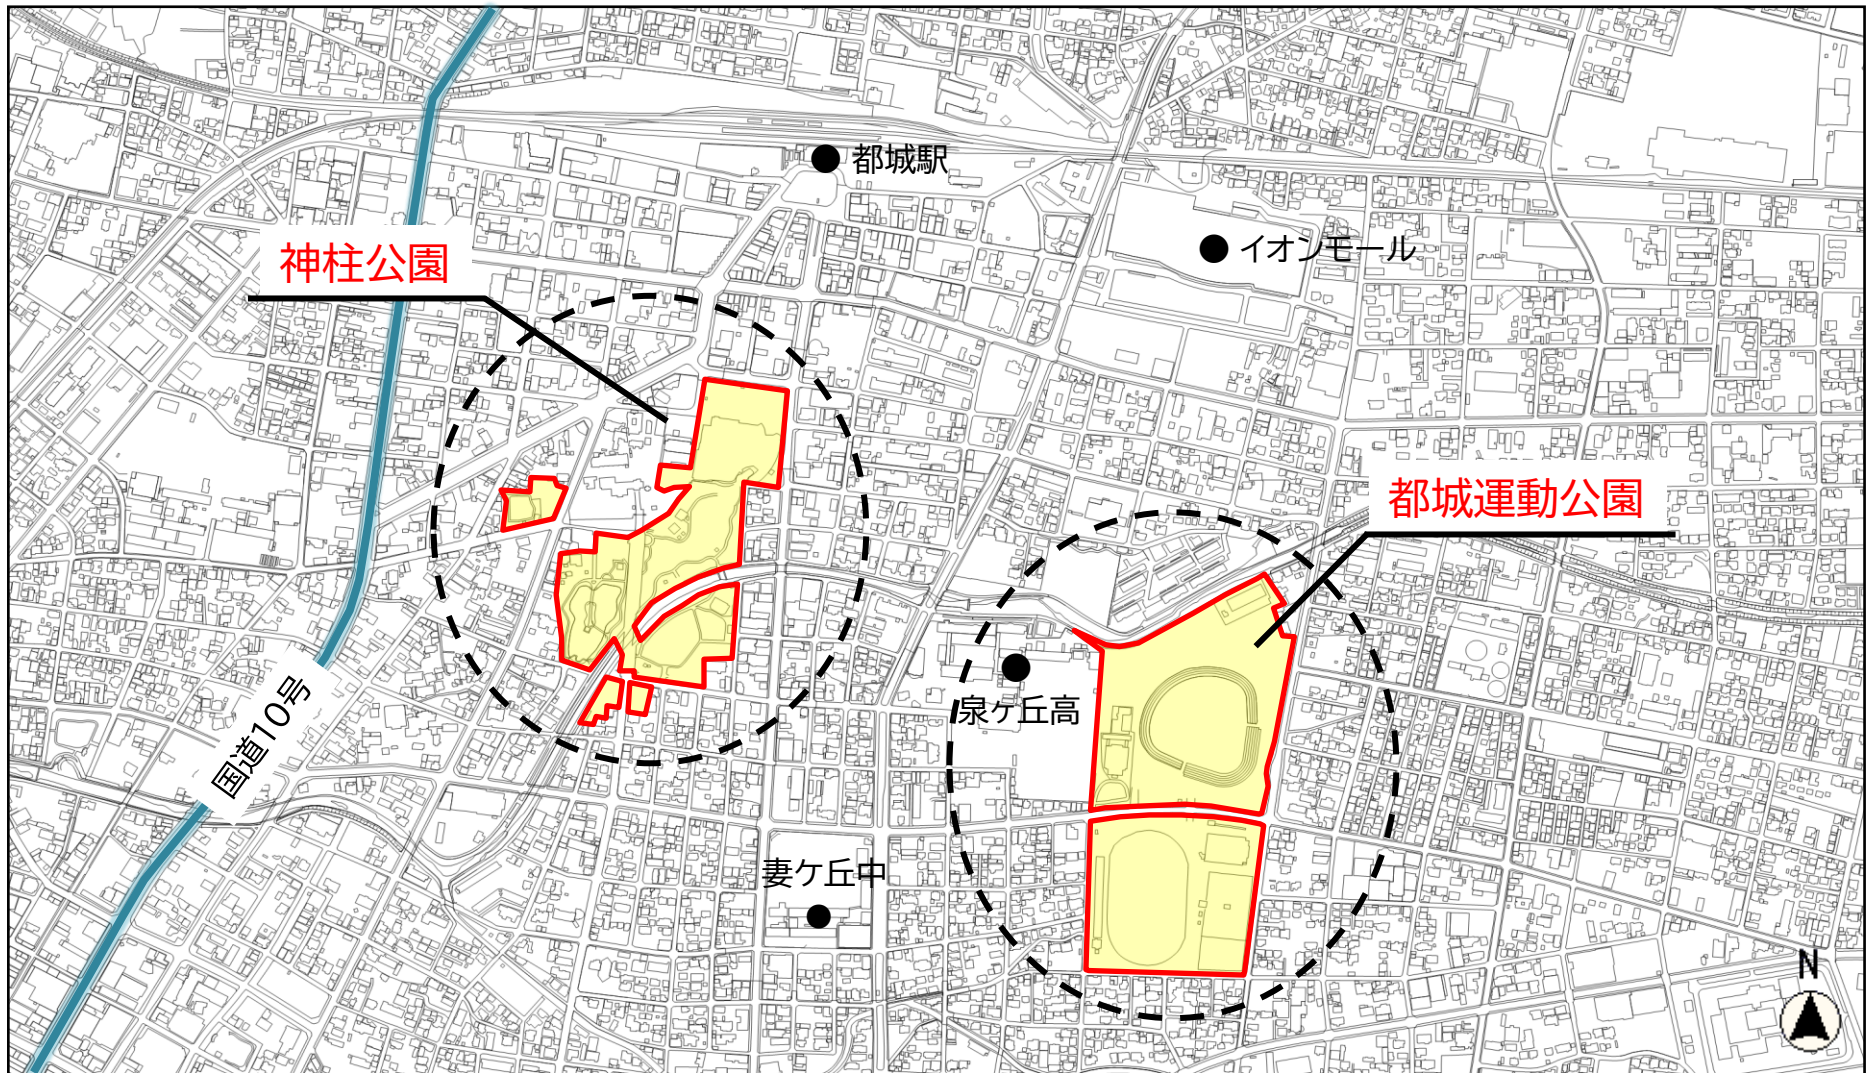 都城駅
イオンモール
神柱公園
都城運動公園
泉ヶ丘高
国道10号
妻ケ丘中
N